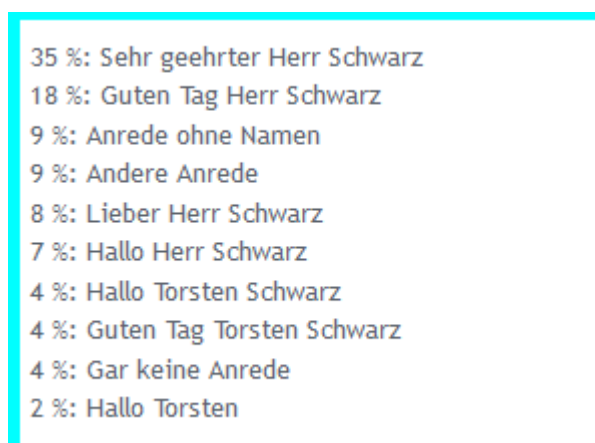 35 %: Sehr geehrter Herr Schwarz
18 %: Guten Tag Herr Schwarz
9 %: Anrede ohne Namen
9 %: Andere Anrede
8 %: Lieber Herr Schwarz
7 %: Hallo Herr Schwarz
4 %: Hallo Torsten Schwarz
4 %: Guten Tag Torsten Schwarz
4 %: Gar keine Anrede
2 %: Hallo Torsten